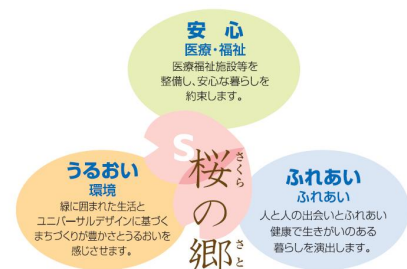 安 心
医療・福祉
医療福祉施設等を
整備し、安心な暮らしを
約束します。
S
桜の郷
さくら
さと
うるおい
環境
緑に囲まれた生活と
ユニバーサルデザインに基づく
まちづくりが豊かさとうるおいを
感じさせます。
ふれあい
ふれあい
人と人の出会いとふれあい
健康で生きがいのある
暮らしを演出します。